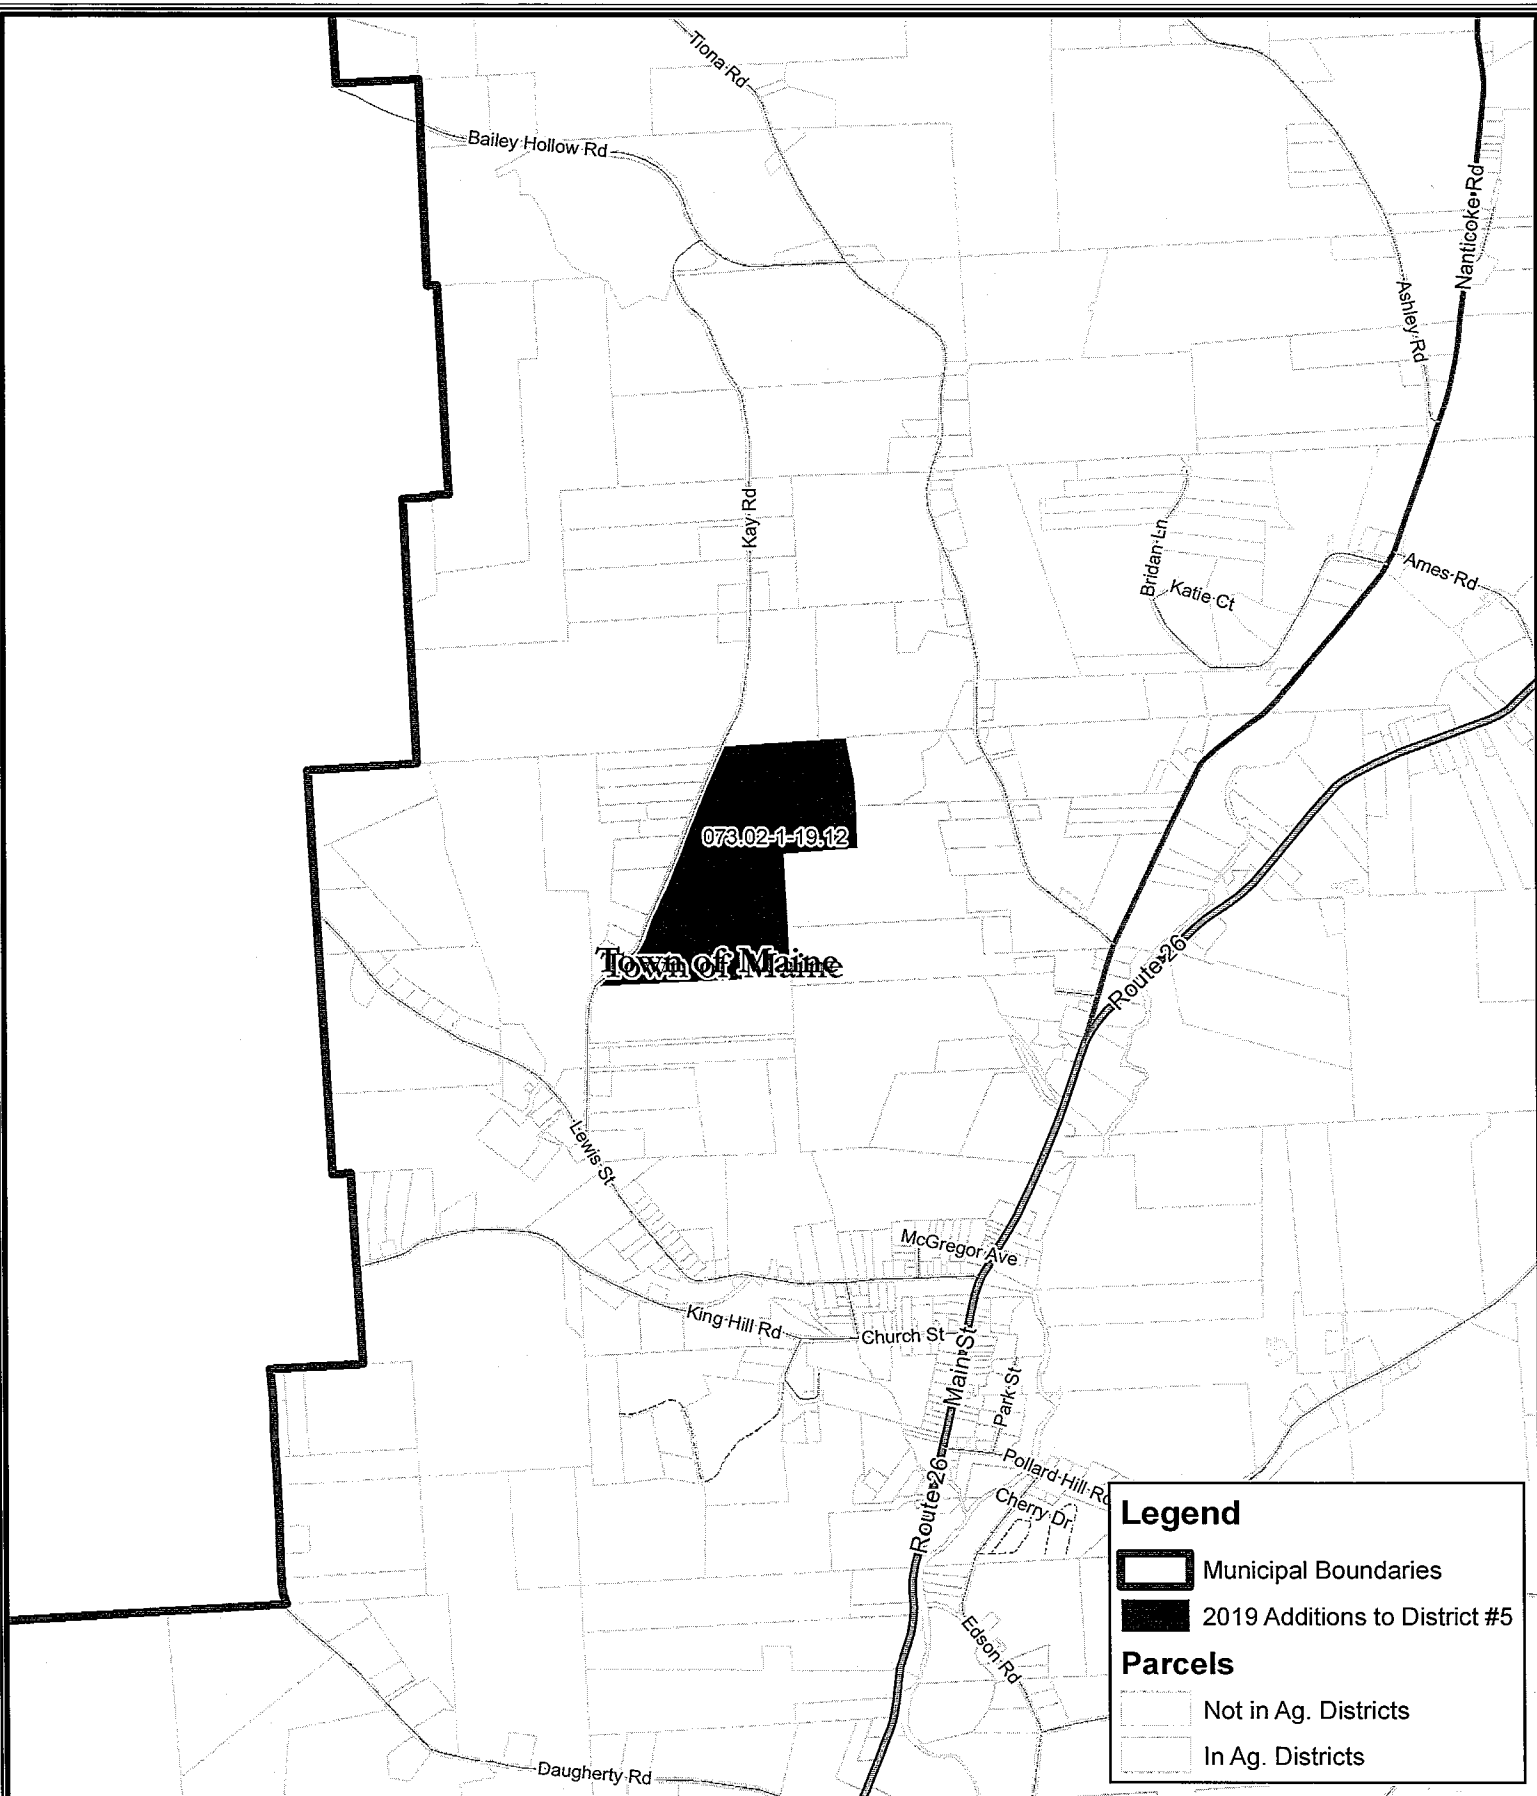 Tiona Rd
Bailey Hollow Rd
Nanticoke Rd
Ashley Rd
Kay Rd
Bridan Ln
Ames Rd
Katie Ct
073.02-1-19.12
Town of Maine
Route 26
Lewis St
McGregor Ave
King Hill Rd
Church St
Main St
Park St
Pollard Hill Rd
Route 26
Cherry Dr
Edson Rd
Daugherty Rd
Legend
Municipal Boundaries
2019 Additions to District #5
Parcels
Not in Ag. Districts
In Ag. Districts